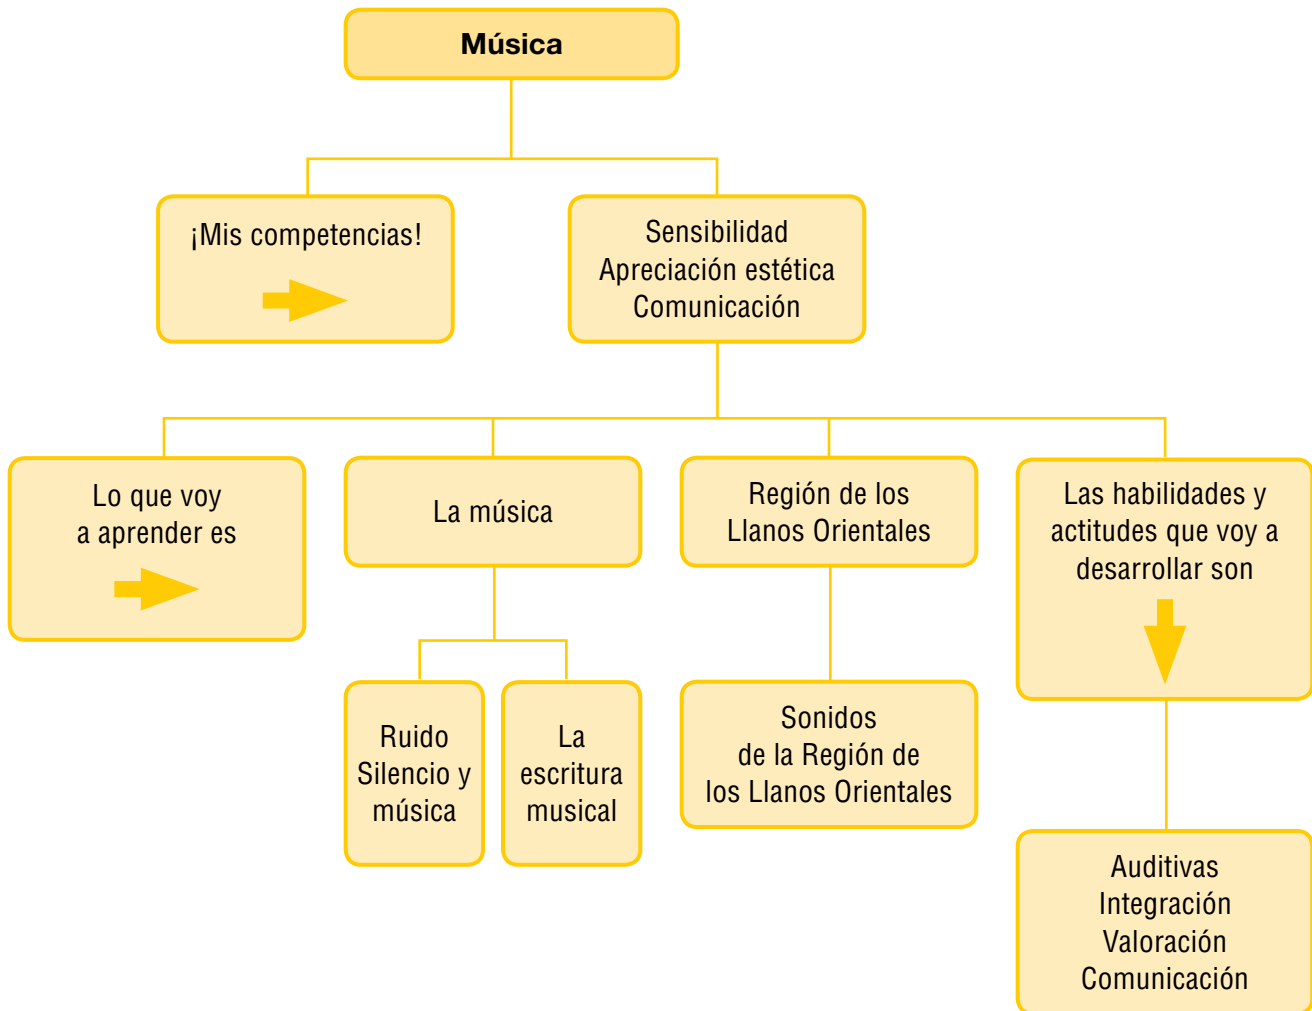 Música
¡Mis competencias!
Sensibilidad
Apreciación estética
Comunicación
Lo que voy
a aprender es
La música
Región de los
Llanos Orientales
Las habilidades y
actitudes que voy a
desarrollar son
Ruido
Silencio y
música
La
escritura
musical
Sonidos
de la Región de
los Llanos Orientales
Auditivas
Integración
Valoración
Comunicación